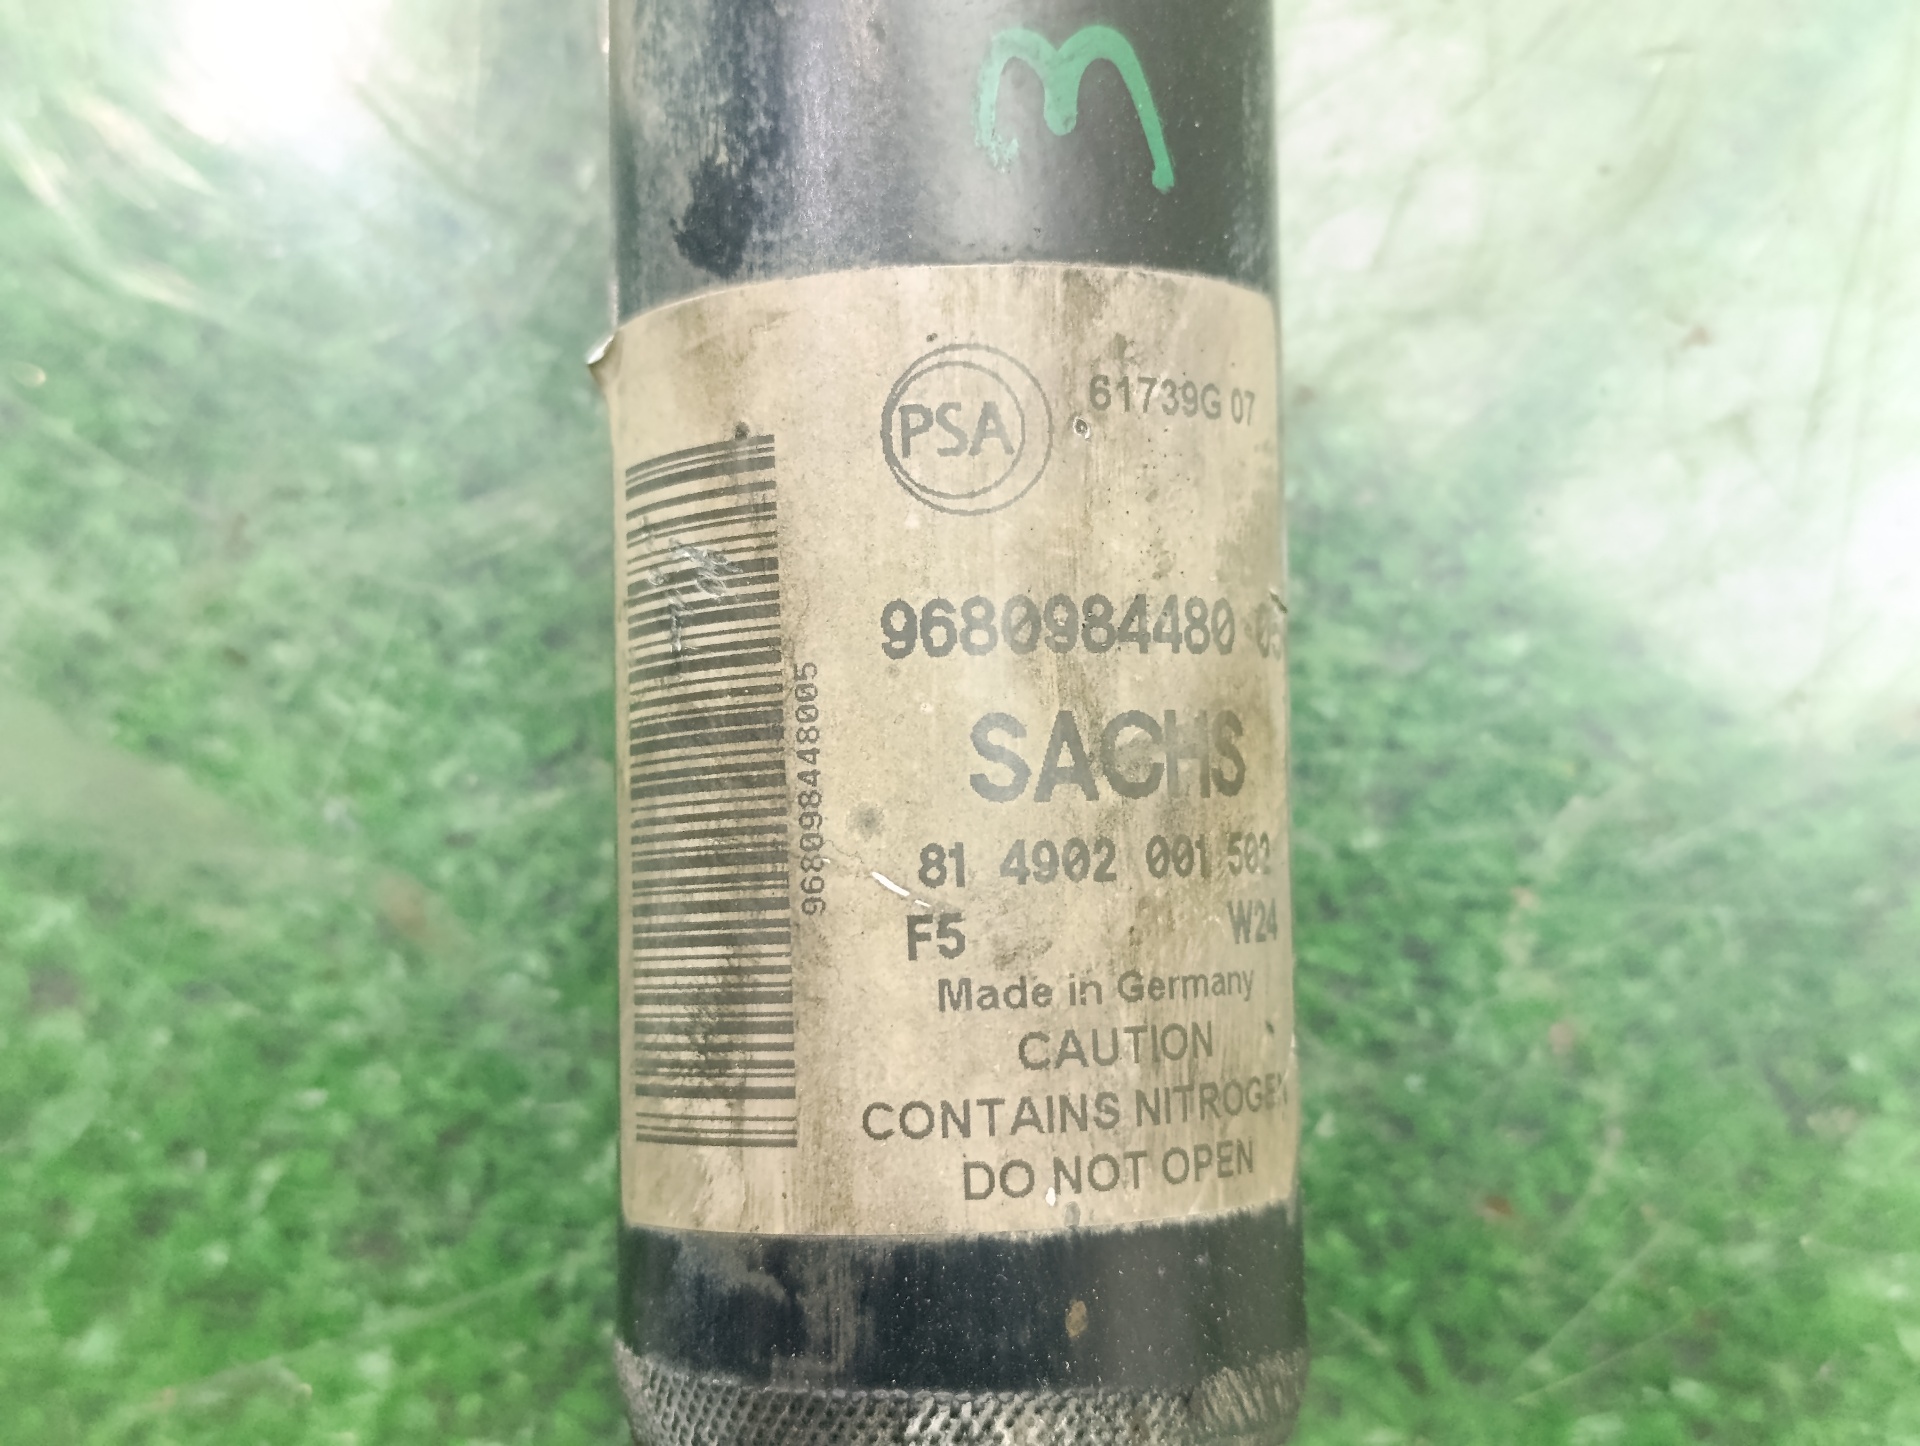 m
PSA
61739G 07
9680984480 05
968098448005
SACHS
81 4902 001 502
F5 W24
Made in Germany
CAUTION
CONTAINS NITROGEN
DO NOT OPEN